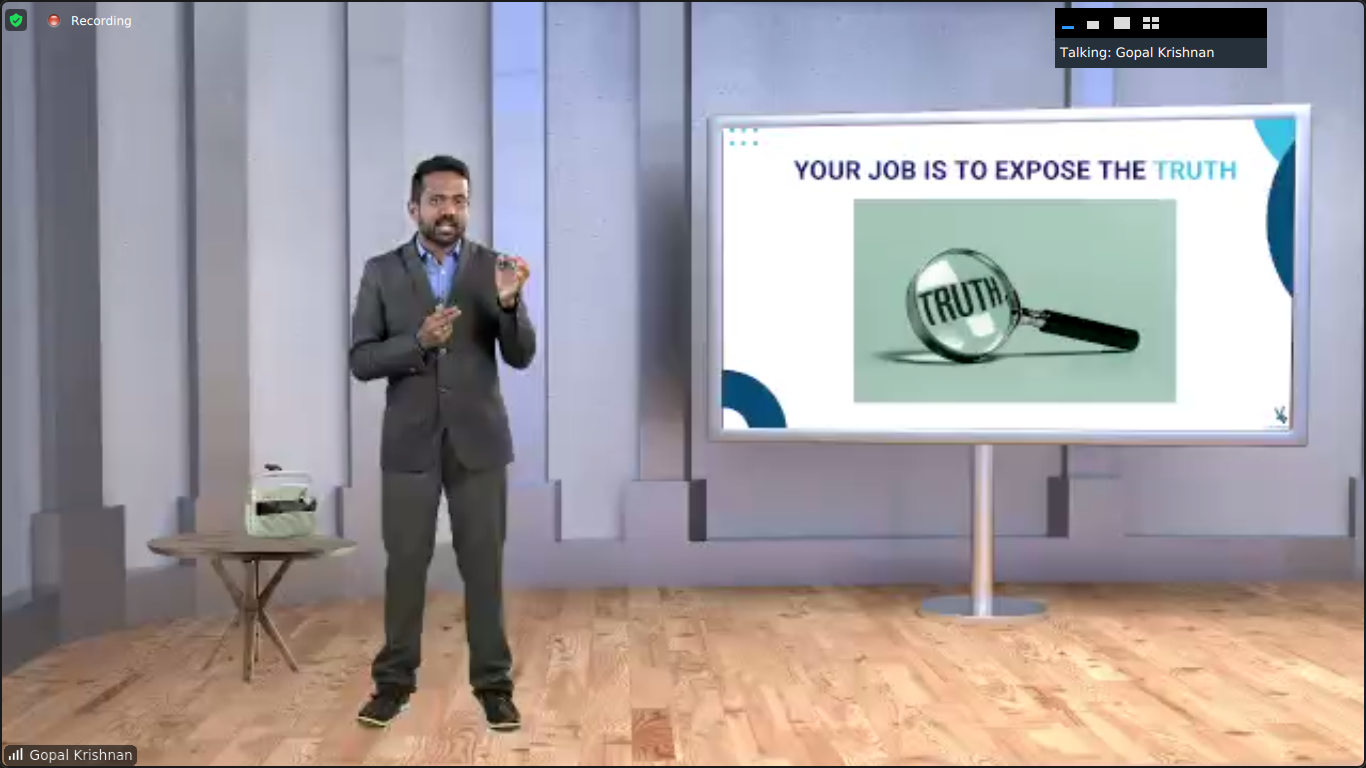 Recording
Talking: Gopal Krishnan
YOUR JOB IS TO EXPOSE THE TRUTH
TRUTH
Gopal Krishnan